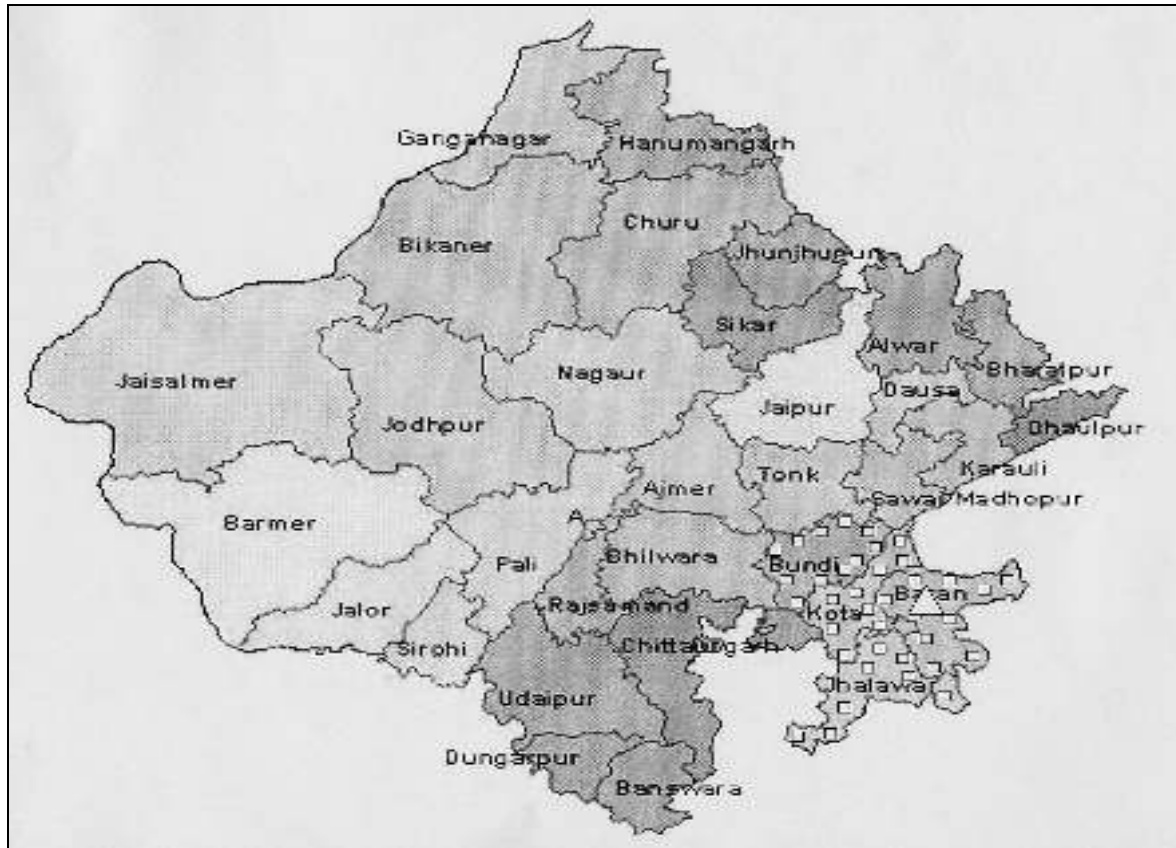 Ganganagar
Hanumangarh
Churu
Bikaner
Jhunjhunun
Sikar
Alwar
Bharatpur
Jaisalmer
Nagaur
Dausa
Jaipur
Jodhpur
Dhaulpur
Karauli
Tonk
Ajmer
Sawai Madhopur
A
Barmer
Bhilwara
Bundi
Pali
Baran
Rajsamand
Kota
Jalor
Sirohi
Chittaurgarh
Jhalawar
Udaipur
Dungarpur
Banswara